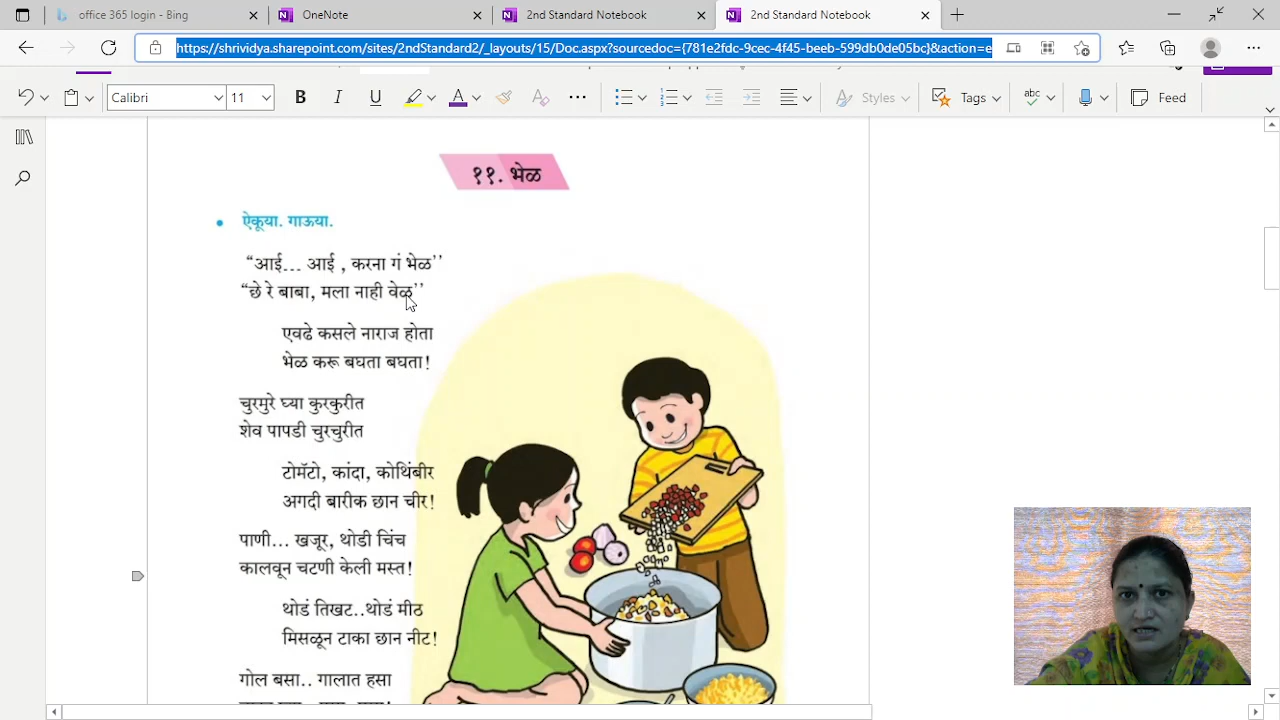 office 365 login - Bing
NoteBook
2nd Standard Notebook
2nd Standard Notebook
https://shrividya.sharepoint.com/sites/2ndStandard2/_layouts/15/Doc.aspx?sourcedoc={781e2fdc-9cec-4f45-beeb-599db0de05bc}&action=e
Calibri 11 B I U A Styles Tags abc Feed
११. भेळ
• ऐकूया. गाऊया.
“आई... आई , करना गं भेळ’’
“छे रे बाबा, मला नाही वेळ’’
एवढे कसले नाराज होता
भेळ करू बघता बघता!
चुरमुरे घ्या कुरकुरीत
शेव पापडी चुरचुरीत
टोमॅटो, कांदा, कोथिंबीर
अगदी बारीक छान चीर!
पाणी... खजूर, थोडी चिंच
कालवून चटणी केली मस्त!
थोडं तिखट..थोडं मीठ
मिसळून टाका छान नीट!
गोल बसा.. गालात हसा